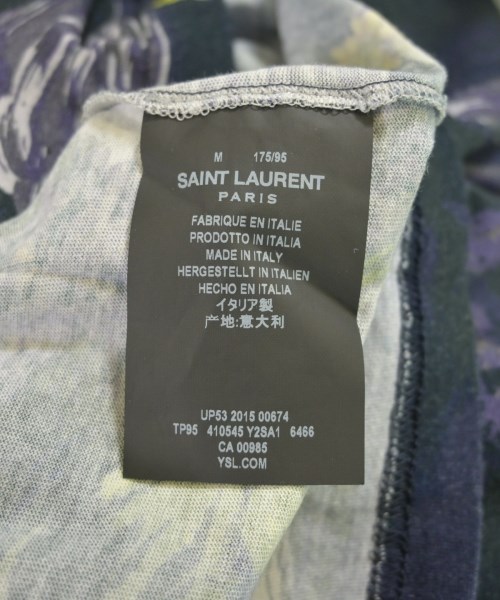 M 175/95
SAINT LAURENT
PARIS
FABRIQUE EN ITALIE
PRODOTTO IN ITALIA
MADE IN ITALY
HERGESTELLT IN ITALIEN
HECHO EN ITALIA
イタリア製
产地:意大利
UP53 2015 00674
TP95 410545 Y2SA1 6466
CA 00985
YSL.COM